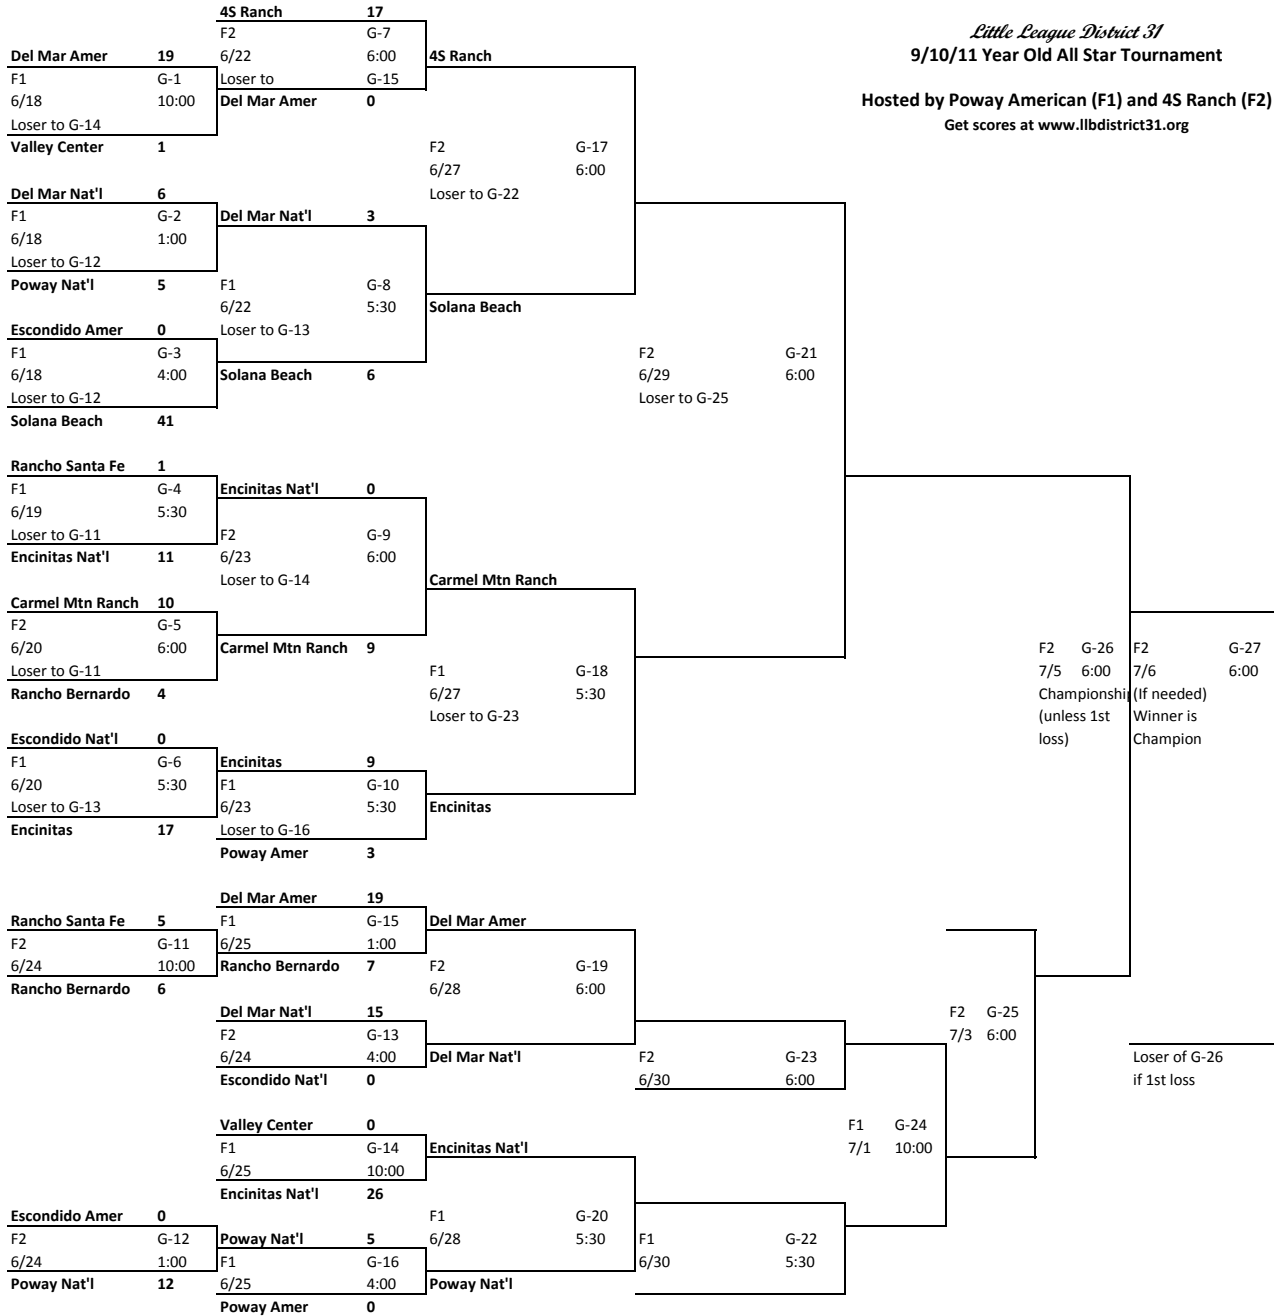 Little League District 31
9/10/11 Year Old All Star Tournament
Hosted by Poway American (F1) and 4S Ranch (F2)
Get scores at www.llbdistrict31.org
4S Ranch 17
F2 G-7
6/22 6:00
Loser to G-15
Del Mar Amer 0
Del Mar Amer 19
F1 G-1
6/18 10:00
Loser to G-14
Valley Center 1
4S Ranch
F2 G-17
6/27 6:00
Loser to G-22
Del Mar Nat'l 6
F1 G-2
6/18 1:00
Loser to G-12
Poway Nat'l 5
Del Mar Nat'l 3
F1 G-8
6/22 5:30
Loser to G-13
Solana Beach 6
Solana Beach
Escondido Amer 0
F1 G-3
6/18 4:00
Loser to G-12
Solana Beach 41
F2 G-21
6/29 6:00
Loser to G-25
Rancho Santa Fe 1
F1 G-4
6/19 5:30
Loser to G-11
Encinitas Nat'l 11
Encinitas Nat'l 0
F2 G-9
6/23 6:00
Loser to G-14
Carmel Mtn Ranch 9
Carmel Mtn Ranch
Carmel Mtn Ranch 10
F2 G-5
6/20 6:00
Loser to G-11
Rancho Bernardo 4
F1 G-18
6/27 5:30
Loser to G-23
F2 G-26
7/5 6:00
Championship
(unless 1st
loss)
F2 G-27
7/6 6:00
(If needed)
Winner is
Champion
Escondido Nat'l 0
F1 G-6
6/20 5:30
Loser to G-13
Encinitas 17
Encinitas 9
F1 G-10
6/23 5:30
Loser to G-16
Poway Amer 3
Encinitas
Del Mar Amer 19
F1 G-15
6/25 1:00
Rancho Bernardo 7
Rancho Santa Fe 5
F2 G-11
6/24 10:00
Rancho Bernardo 6
Del Mar Amer
F2 G-19
6/28 6:00
Del Mar Nat'l 15
F2 G-13
6/24 4:00
Escondido Nat'l 0
Del Mar Nat'l
F2 G-23
6/30 6:00
F2 G-25
7/3 6:00
Loser of G-26
if 1st loss
Valley Center 0
F1 G-14
6/25 10:00
Encinitas Nat'l 26
Encinitas Nat'l
F1 G-24
7/1 10:00
F1 G-20
6/28 5:30
F1 G-22
6/30 5:30
Escondido Amer 0
F2 G-12
6/24 1:00
Poway Nat'l 12
Poway Nat'l 5
F1 G-16
6/25 4:00
Poway Amer 0
Poway Nat'l